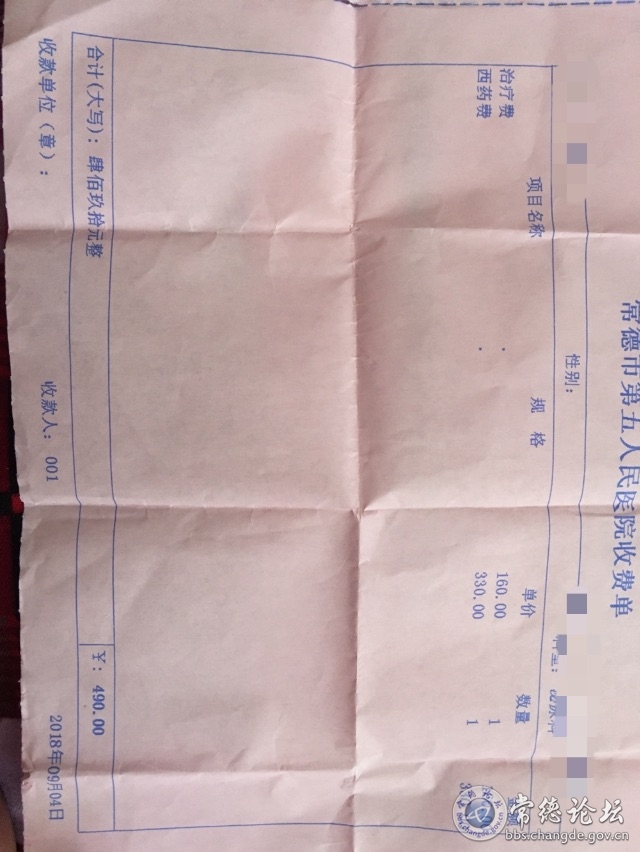 常德市第五人民医院收费单
性别：
项目名称 规 格 单价 数量
治疗费 160.00 1
西药费 330.00 1 3
合计(大写)：肆佰玖拾元整 ￥：490.00
收款单位（章）： 收款人：001 2018年09月04日
常德论坛
bbs.changde.gov.cn